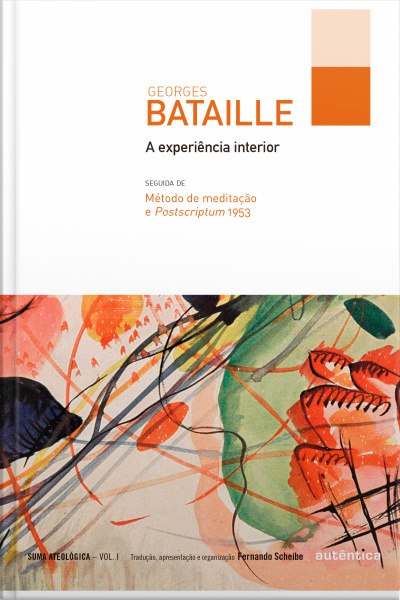 GEORGES
BATAILLE
A experiência interior
SEGUIDA DE
Método de meditação
e Postscriptum 1953
SUMA ATEOLÓGICA – VOL. I Tradução, apresentação e organização Fernando Scheibe
autêntica